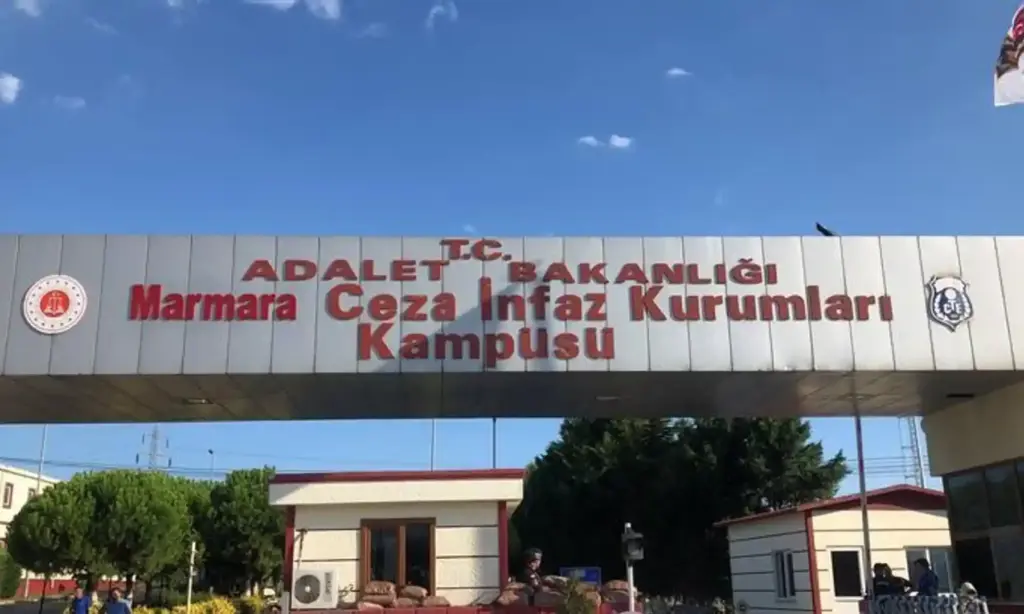 T.C.
ADALET BAKANLIĞI
Marmara Ceza İnfaz Kurumları
Kampüsü